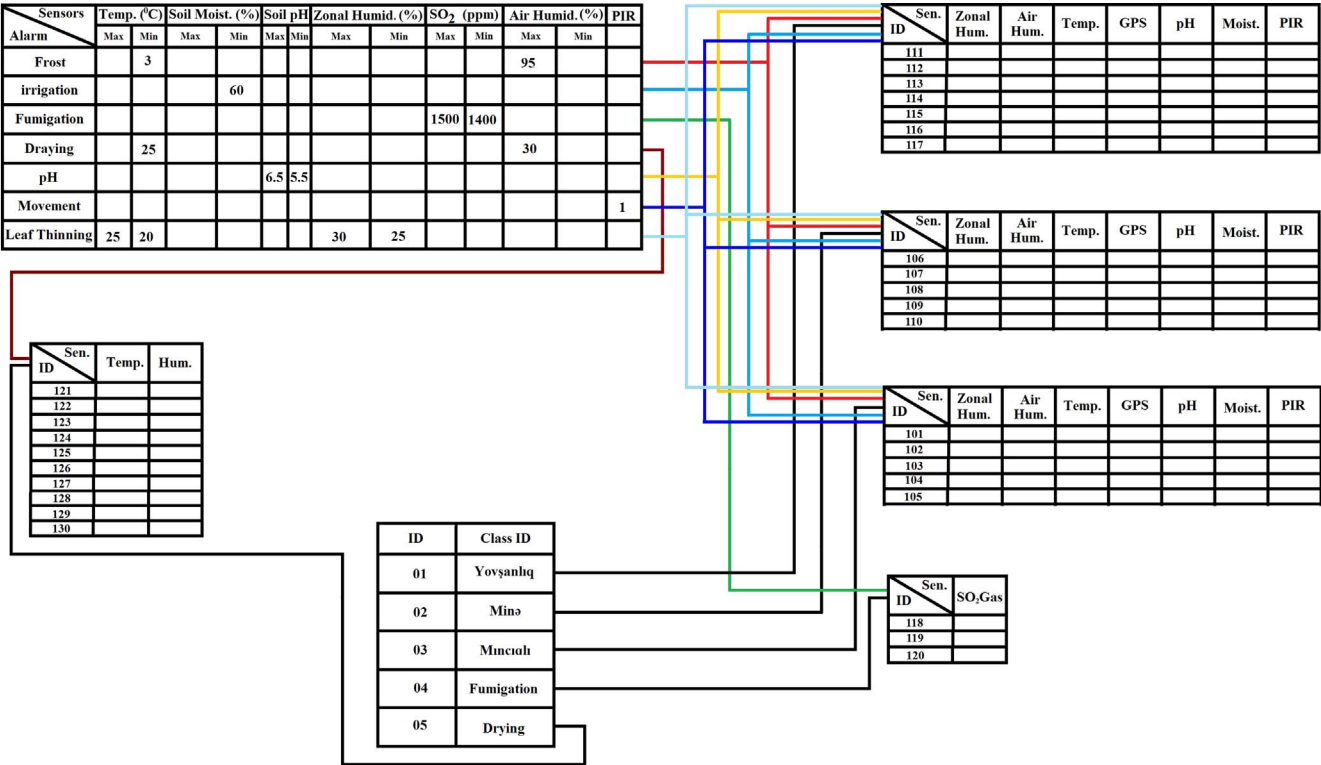 Sensors Temp. (⁰C) Soil Moist. (%) Soil pH Zonal Humid. (%) SO₂ (ppm) Air Humid. (%) PIR
Alarm Max Min Max Min Max Min Max Min Max Min Max Min
Frost 3 95
irrigation 60
Fumigation 1500 1400
Draying 25 30
pH 6.5 5.5
Movement 1
Leaf Thinning 25 20 30 25
Sen. ID Zonal Hum. Air Hum. Temp. GPS pH Moist. PIR
111
112
113
114
115
116
117
Sen. ID Zonal Hum. Air Hum. Temp. GPS pH Moist. PIR
106
107
108
109
110
Sen. ID Temp. Hum.
121
122
123
124
125
126
127
128
129
130
Sen. ID Zonal Hum. Air Hum. Temp. GPS pH Moist. PIR
101
102
103
104
105
ID Class ID
01 Yovşanlıq
02 Minə
03 Mıncıalı
04 Fumigation
05 Drying
Sen. ID SO₂Gas
118
119
120